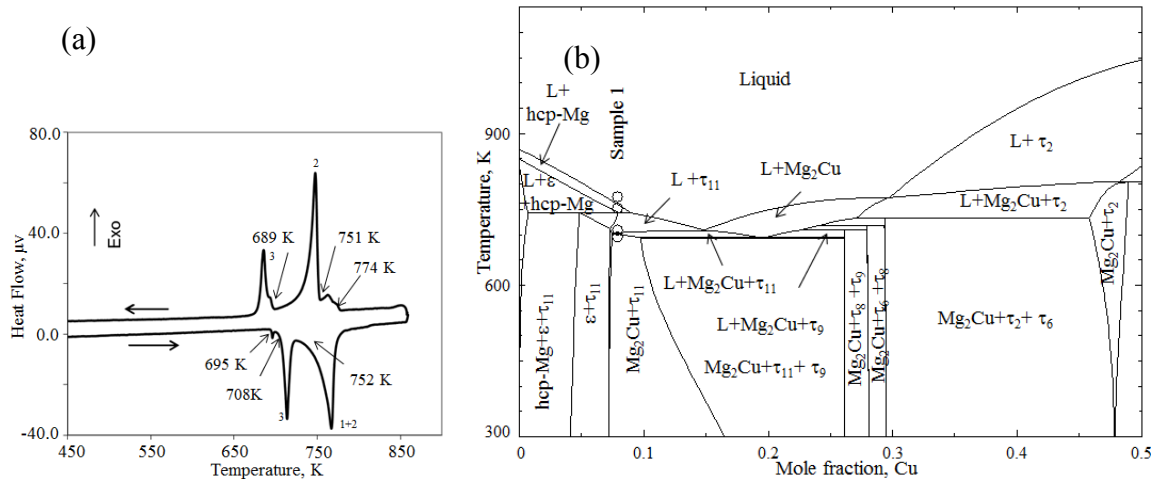 (a)
80.0
40.0
0.0
-40.0
Heat Flow, μv
Exo
2
3
689 K
751 K
774 K
695 K
708K
752 K
3
1+2
450
550
650
750
850
Temperature, K
(b)
Liquid
L+
hcp-Mg
Sample 1
L+ε
+hcp-Mg
L +τ₁₁
L+Mg₂Cu
L+ τ₂
L+Mg₂Cu+τ₂
Mg₂Cu+τ₂
L+Mg₂Cu+τ₁₁
L+Mg₂Cu+τ₉
hcp-Mg+ε+τ₁₁
ε+τ₁₁
Mg₂Cu+τ₁₁
Mg₂Cu+τ₁₁+ τ₉
Mg₂Cu+τ₈ +τ₉
Mg₂Cu+τ₆ +τ₈
Mg₂Cu+τ₂+ τ₆
900
600
300
Temperature, K
0
0.1
0.2
0.3
0.4
0.5
Mole fraction, Cu